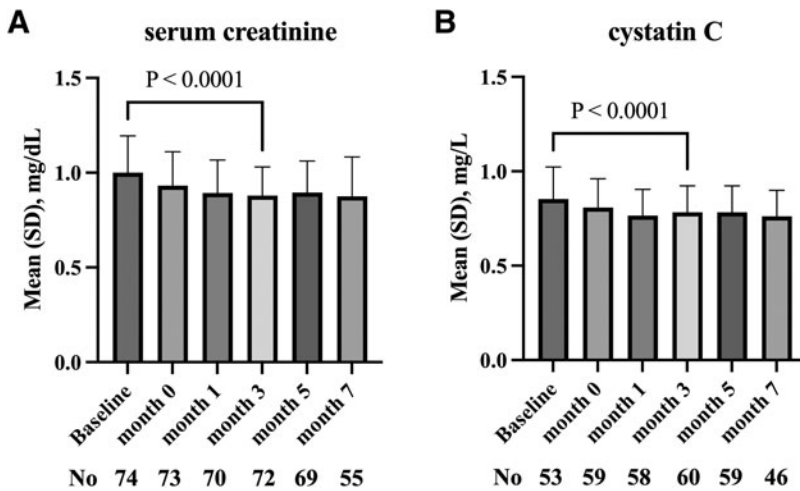 A
serum creatinine
P < 0.0001
Mean (SD), mg/dL
1.5
1.0
0.5
0.0
Baseline
month 0
month 1
month 3
month 5
month 7
No 74 73 70 72 69 55
B
cystatin C
P < 0.0001
Mean (SD), mg/L
1.5
1.0
0.5
0.0
Baseline
month 0
month 1
month 3
month 5
month 7
No 53 59 58 60 59 46